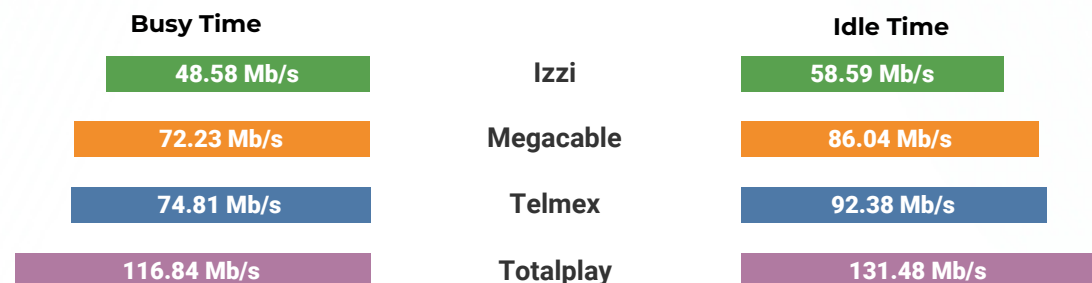 Busy Time Idle Time
48.58 Mb/s Izzi 58.59 Mb/s
72.23 Mb/s Megacable 86.04 Mb/s
74.81 Mb/s Telmex 92.38 Mb/s
116.84 Mb/s Totalplay 131.48 Mb/s